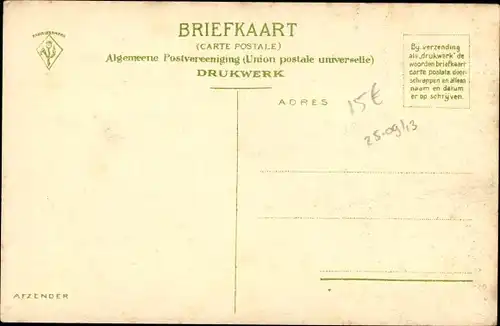 BRIEFKAART
(CARTE POSTALE)
Algemeene Postvereeniging (Union postale universelle)
DRUKWERK
By verzending
als „drukwerk" de
woorden briefkaart
carte postale door-
schrappen en alleen
naam en datum
er op schrijven.
ADRES
15€
25-09/13
AFZENDER